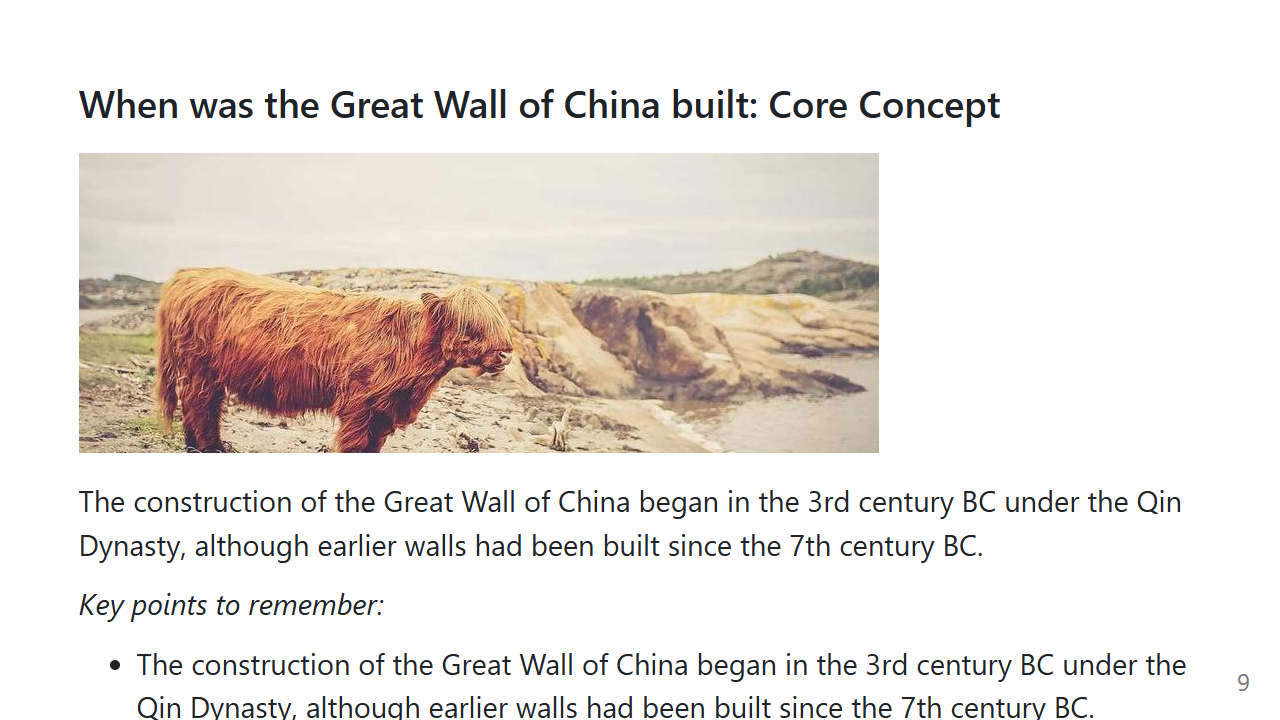 When was the Great Wall of China built: Core Concept
The construction of the Great Wall of China began in the 3rd century BC under the Qin
Dynasty, although earlier walls had been built since the 7th century BC.
Key points to remember:
• The construction of the Great Wall of China began in the 3rd century BC under the
Qin Dynasty, although earlier walls had been built since the 7th century BC.
9